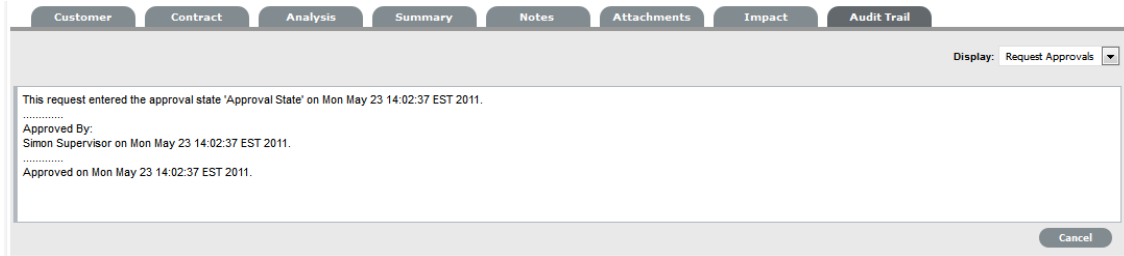 Customer Contract Analysis Summary Notes Attachments Impact Audit Trail
Display: Request Approvals
This request entered the approval state 'Approval State' on Mon May 23 14:02:37 EST 2011.
.............
Approved By:
Simon Supervisor on Mon May 23 14:02:37 EST 2011.
.............
Approved on Mon May 23 14:02:37 EST 2011.
Cancel